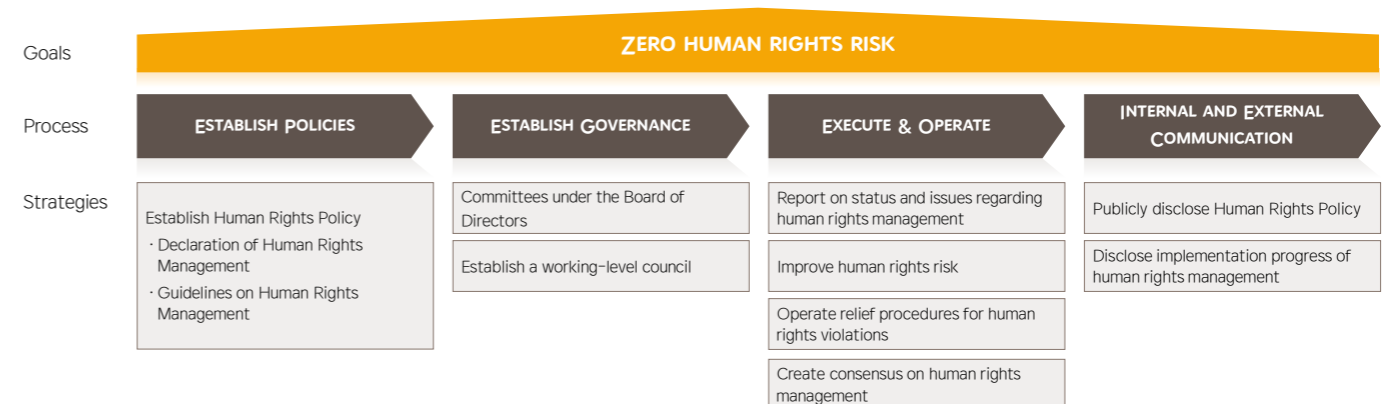 Goals
ZERO HUMAN RIGHTS RISK
Process
ESTABLISH POLICIES
ESTABLISH GOVERNANCE
EXECUTE & OPERATE
INTERNAL AND EXTERNAL
COMMUNICATION
Strategies
Establish Human Rights Policy
· Declaration of Human Rights
Management
· Guidelines on Human Rights
Management
Committees under the Board of
Directors
Establish a working-level council
Report on status and issues regarding
human rights management
Improve human rights risk
Operate relief procedures for human
rights violations
Create consensus on human rights
management
Publicly disclose Human Rights Policy
Disclose implementation progress of
human rights management